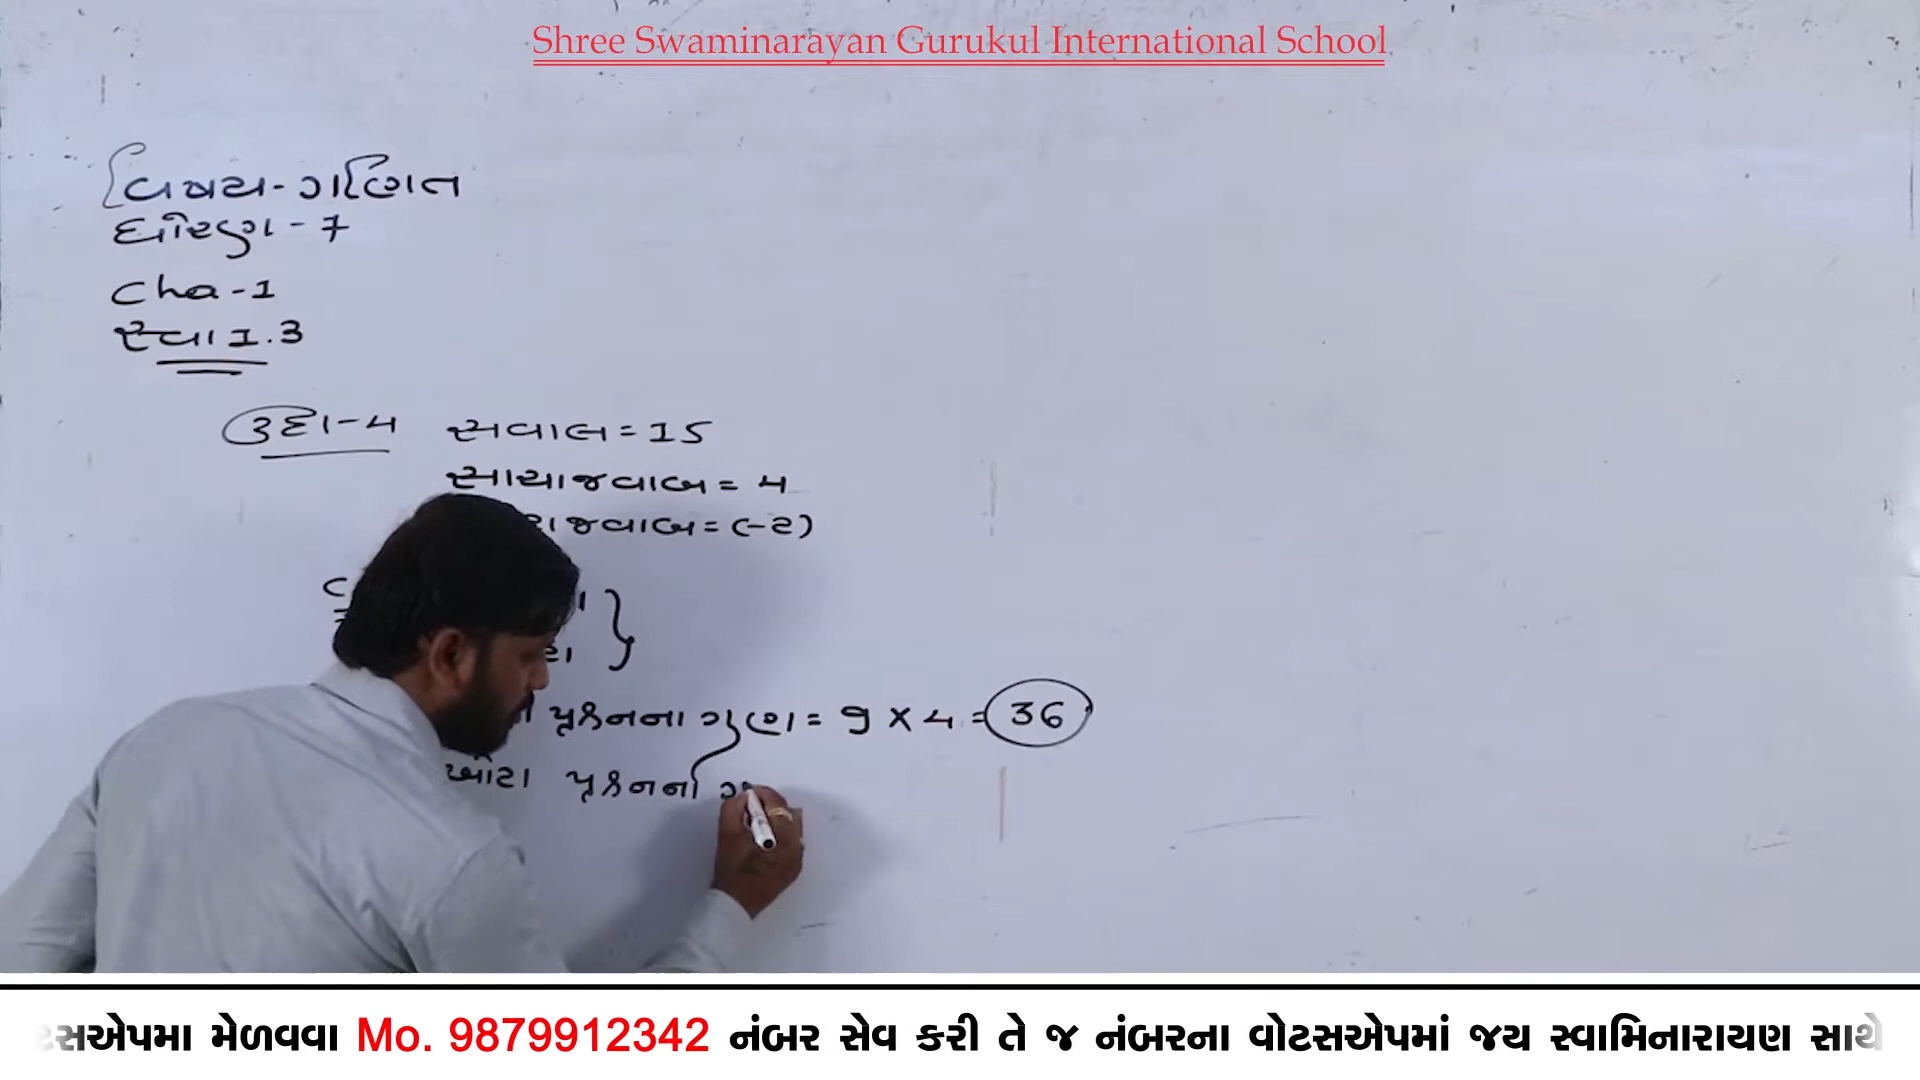 Shree Swaminarayan Gurukul International School
વિષય-ગણિત
ધોરણ-7
Cha-1
સ્વા 1.3
ઉદા-4 સવાલ=15
સાચા જવાબ = 4
જવાબ=(-2)
પ્રશ્નના ગુણ = 9 x 4 = 36
ખોટા પ્રશ્નનાં
ટસએપમા મેળવવા Mo. 9879912342 નંબર સેવ કરી તે જ નંબરના વોટસએપમાં જય સ્વામિનારાયણ સાથે